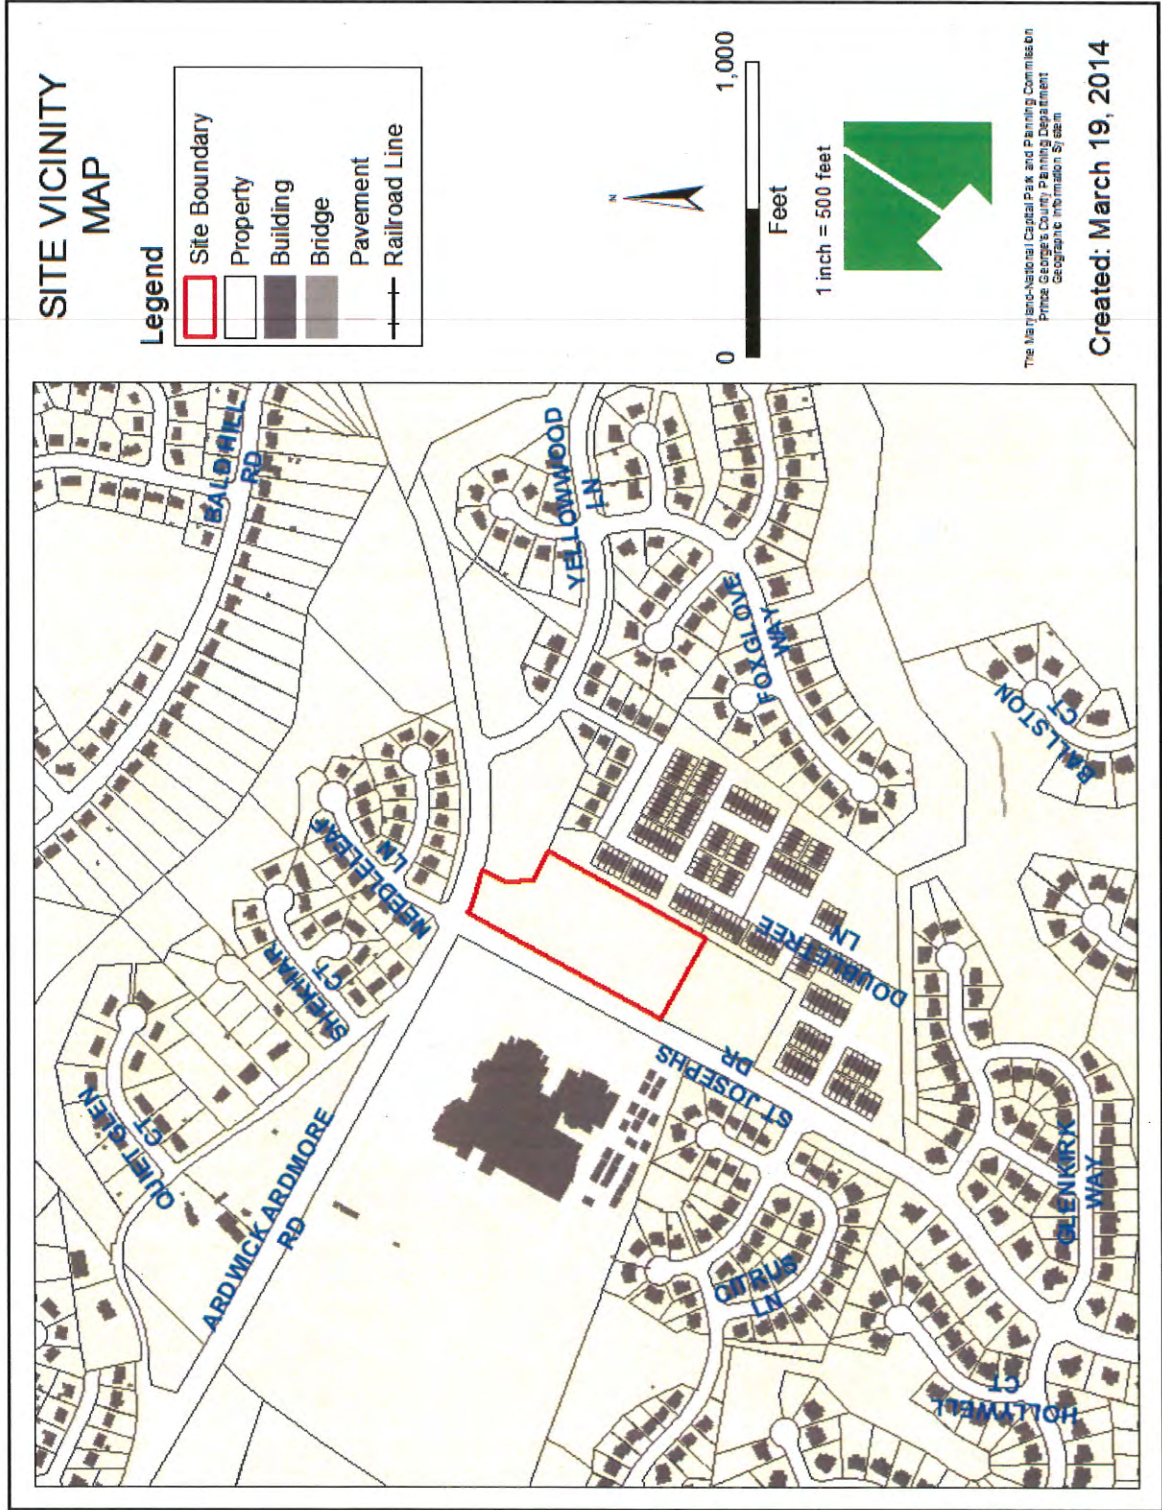 SITE VICINITY
MAP
Legend
Site Boundary
Property
Building
Bridge
Pavement
Railroad Line
N
0
1,000
Feet
1 inch = 500 feet
The Maryland-National Capital Park and Planning Commission
Prince George's County Planning Department
Geographic Information System
Created: March 19, 2014
BALD HILL
RD
YELLOWWOOD
LN
FOXGLOVE
WAY
BALLSTON
CT
NEEDLELEAF
LN
SHEKHAR
CT
QUIET GLEN
CT
ARDWICK ARDMORE
RD
DOUBLETREE
LN
ST JOSEPHS
DR
CITRUS
LN
GLENKIRK
WAY
HOLLYWELL
CT